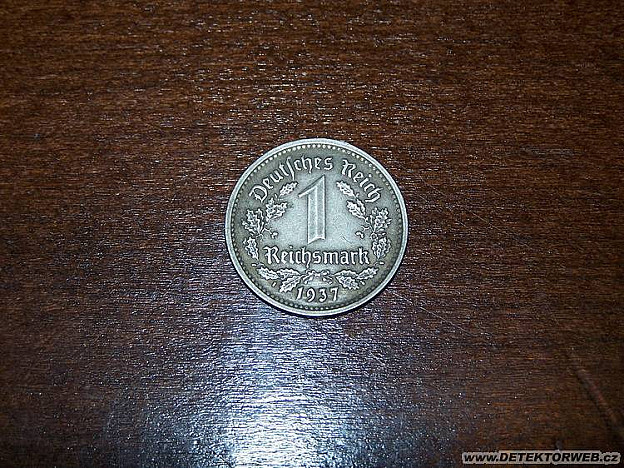 Deutsches Reich
1
Reichsmark
1937
WWW.DETEKTORWEB.CZ